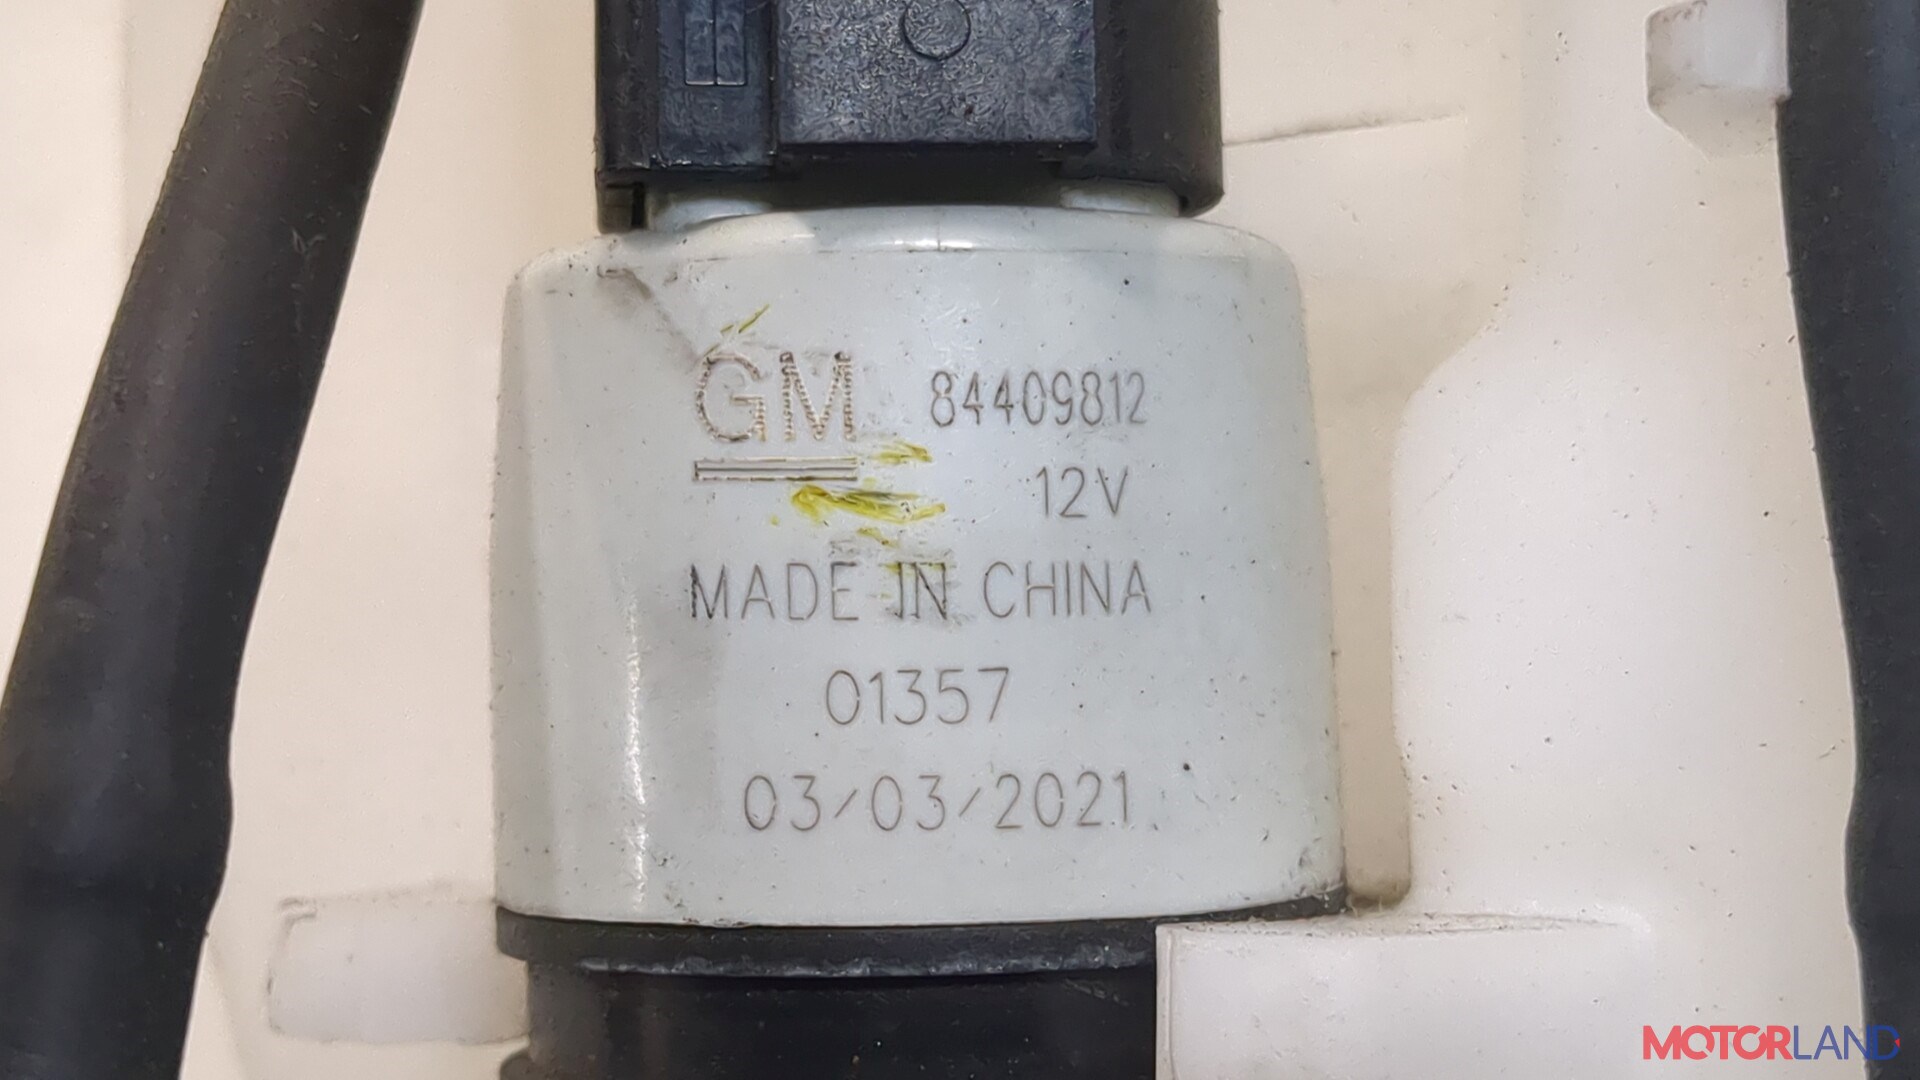 GM 84409812
12V
MADE IN CHINA
01357
03/03/2021
MOTORLAND